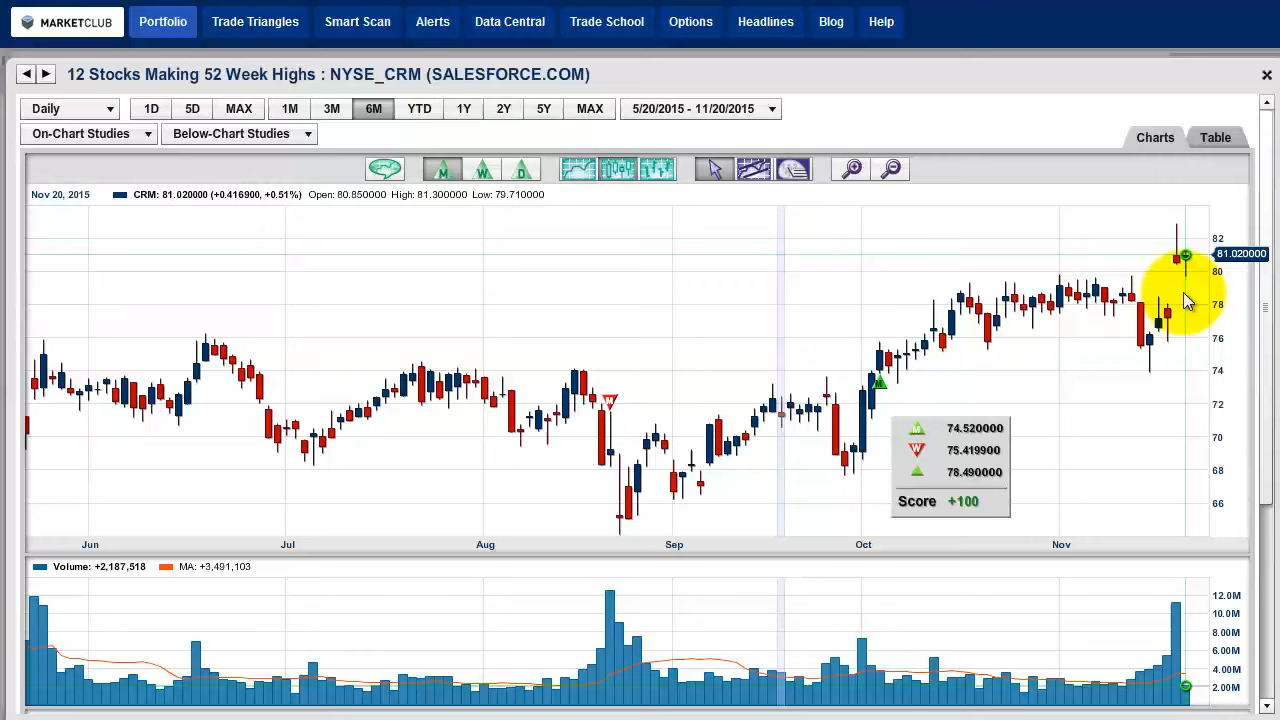 MARKETCLUB Portfolio Trade Triangles Smart Scan Alerts Data Central Trade School Options Headlines Blog Help
12 Stocks Making 52 Week Highs : NYSE_CRM (SALESFORCE.COM)
Daily 1D 5D MAX 1M 3M 6M YTD 1Y 2Y 5Y MAX 5/20/2015 - 11/20/2015
On-Chart Studies Below-Chart Studies Charts Table
M W D
Nov 20, 2015 CRM: 81.020000 (+0.416900, +0.51%) Open: 80.850000 High: 81.300000 Low: 79.710000
82
81.020000
80
78
76
74
72
70
68
66
W
M
M 74.520000
W 75.419900
78.490000
Score +100
Jun Jul Aug Sep Oct Nov
Volume: +2,187,518 MA: +3,491,103
12.0M
10.0M
8.00M
6.00M
4.00M
2.00M